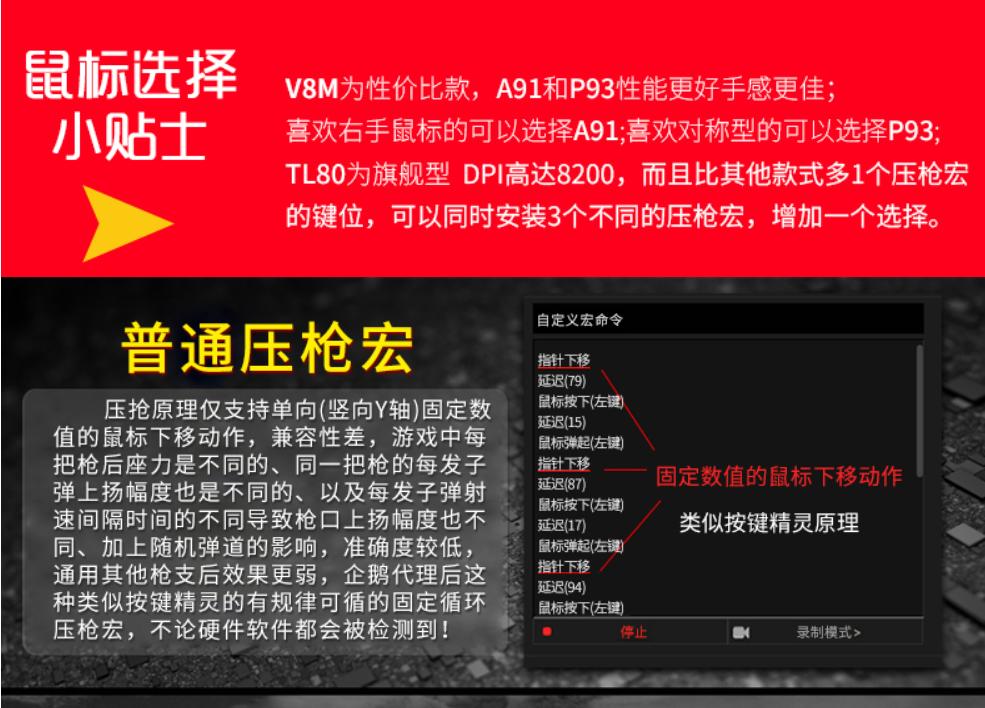 鼠标选择
小贴士
V8M为性价比款，A91和P93性能更好手感更佳；
喜欢右手鼠标的可以选择A91;喜欢对称型的可以选择P93;
TL80为旗舰型 DPI高达8200，而且比其他款式多1个压枪宏
的键位，可以同时安装3个不同的压枪宏，增加一个选择。
普通压枪宏
压抢原理仅支持单向(竖向Y轴)固定数
值的鼠标下移动作，兼容性差，游戏中每
把枪后座力是不同的、同一把枪的每发子
弹上扬幅度也是不同的、以及每发子弹射
速间隔时间的不同导致枪口上扬幅度也不
同、加上随机弹道的影响，准确度较低，
通用其他枪支后效果更弱，企鹅代理后这
种类似按键精灵的有规律可循的固定循环
压枪宏，不论硬件软件都会被检测到！
自定义宏命令
指针下移
延迟(79)
鼠标按下(左键)
延迟(15)
鼠标弹起(左键)
指针下移
延迟(87)
鼠标按下(左键)
延迟(17)
鼠标弹起(左键)
指针下移
延迟(94)
鼠标按下(左键)
固定数值的鼠标下移动作
类似按键精灵原理
停止
录制模式>